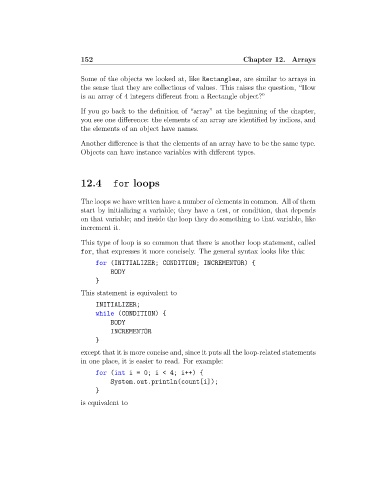 152 Chapter 12. Arrays
Some of the objects we looked at, like Rectangles, are similar to arrays in
the sense that they are collections of values. This raises the question, "How
is an array of 4 integers different from a Rectangle object?"
If you go back to the definition of "array" at the beginning of the chapter,
you see one difference: the elements of an array are identified by indices, and
the elements of an object have names.
Another difference is that the elements of an array have to be the same type.
Objects can have instance variables with different types.
12.4 for loops
The loops we have written have a number of elements in common. All of them
start by initializing a variable; they have a test, or condition, that depends
on that variable; and inside the loop they do something to that variable, like
increment it.
This type of loop is so common that there is another loop statement, called
for, that expresses it more concisely. The general syntax looks like this:
for (INITIALIZER; CONDITION; INCREMENTOR) {
BODY
}
This statement is equivalent to
INITIALIZER;
while (CONDITION) {
BODY
INCREMENTOR
}
except that it is more concise and, since it puts all the loop-related statements
in one place, it is easier to read. For example:
for (int i = 0; i < 4; i++) {
System.out.println(count[i]);
}
is equivalent to